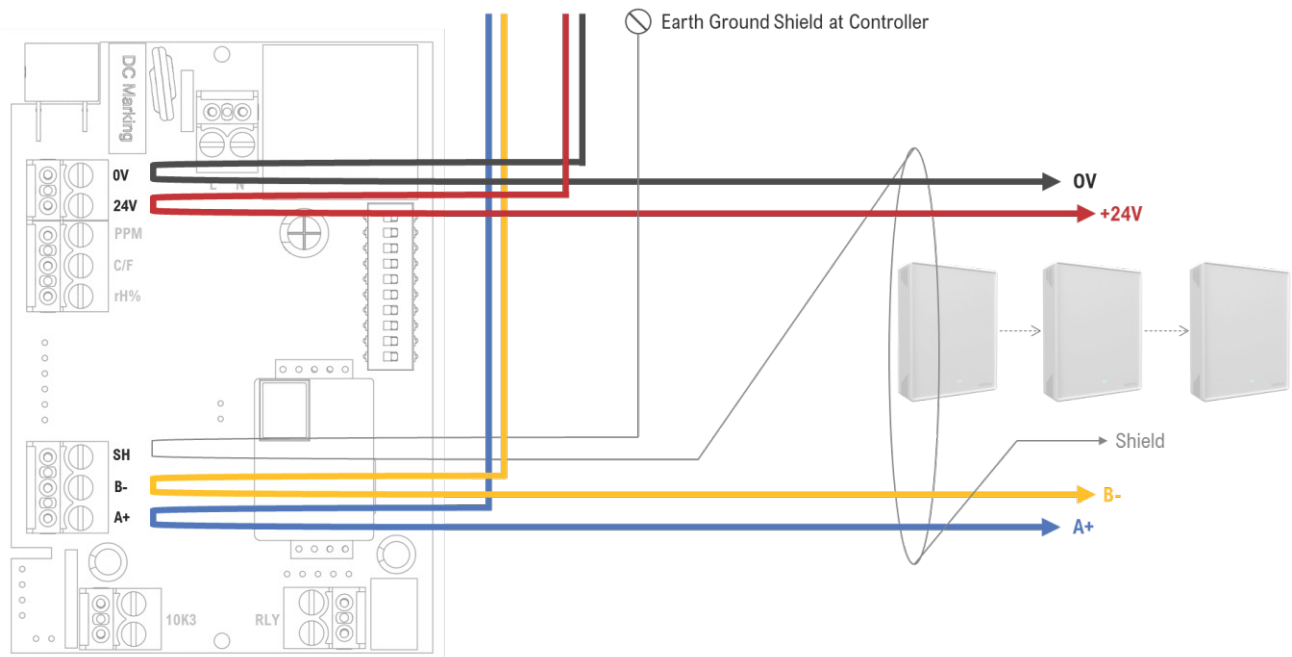 Earth Ground Shield at Controller
DC Marking
L N
0V
24V
PPM
C/F
rH%
0V
+24V
SH
B-
A+
Shield
B-
A+
10K3
RLY